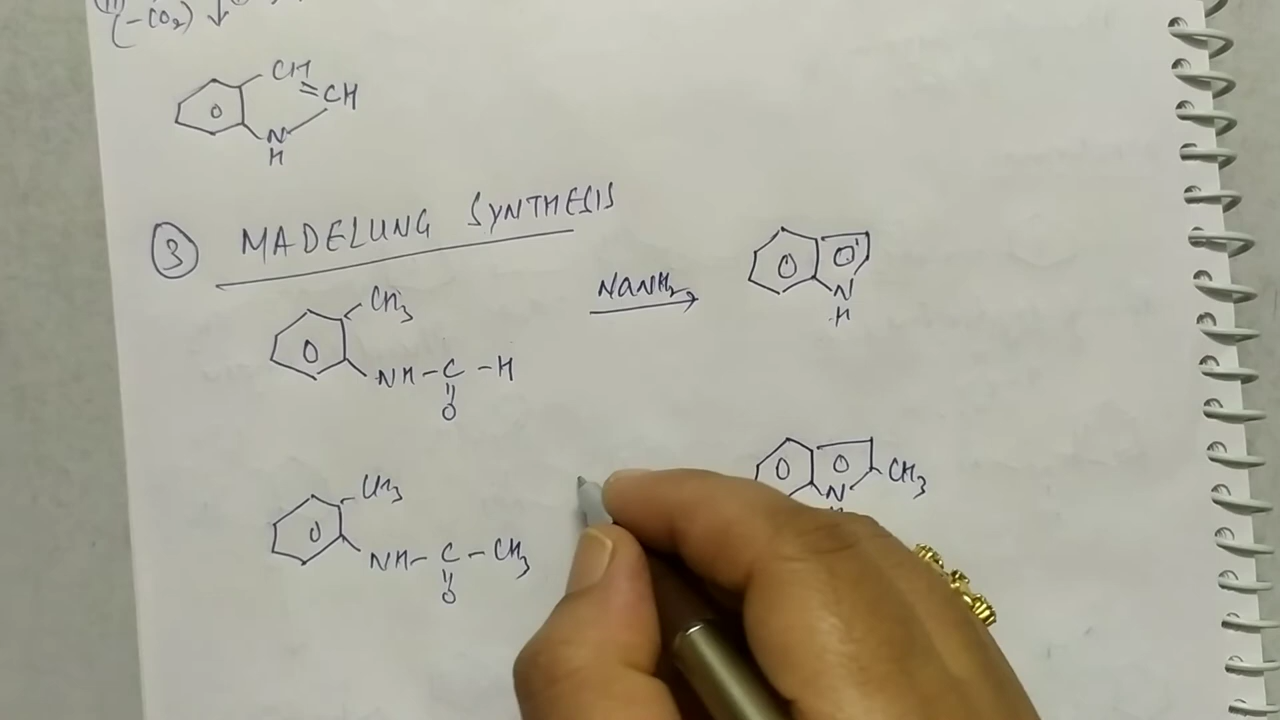 (-CO2) ↓
CH
=CH
N
H
③ MADELUNG SYNTHESIS
CH3
NaNH2
N
H
NH-C-H
O
CH3
CH3
N
NH-C-CH3
O